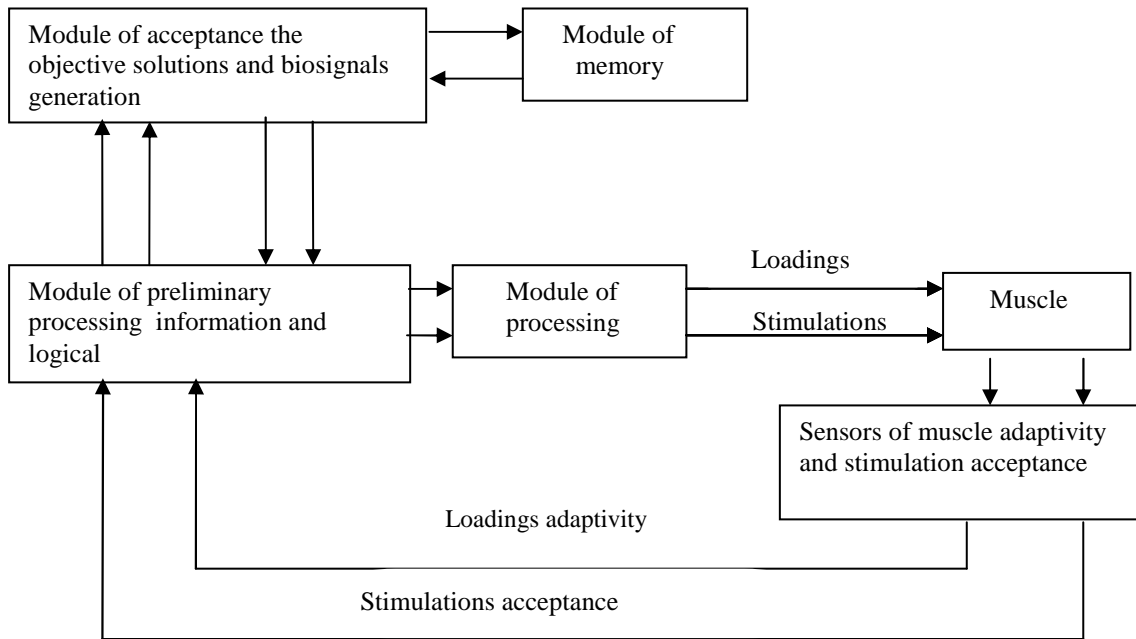 Module of acceptance the
objective solutions and biosignals
generation
Module of
memory
Module of preliminary
processing information and
logical
Module of
processing
Loadings
Stimulations
Muscle
Sensors of muscle adaptivity
and stimulation acceptance
Loadings adaptivity
Stimulations acceptance